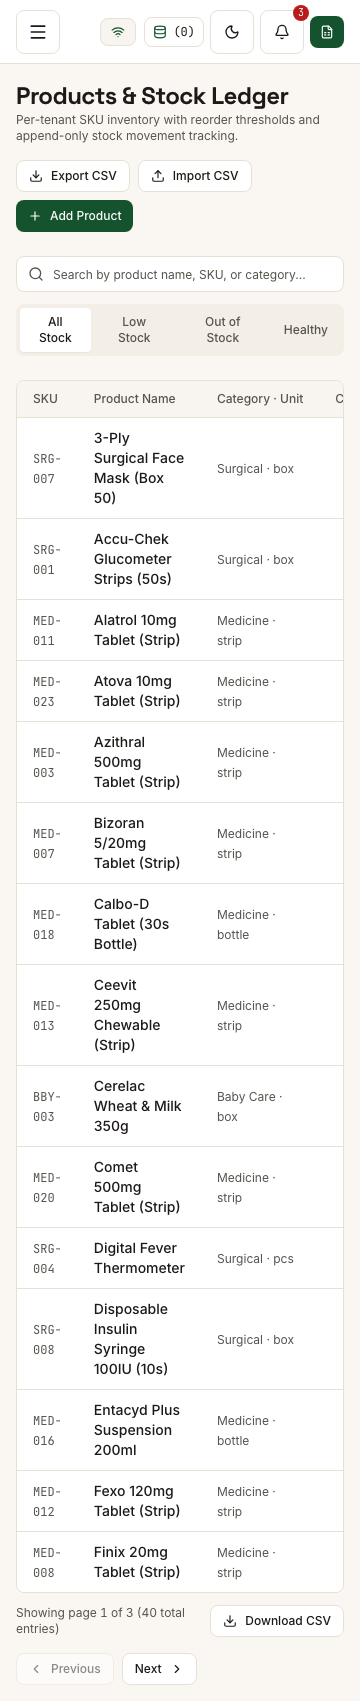 (0)
3
Products & Stock Ledger
Per-tenant SKU inventory with reorder thresholds and
append-only stock movement tracking.
Export CSV
Import CSV
Add Product
Search by product name, SKU, or category...
All
Stock
Low
Stock
Out of
Stock
Healthy
SKU Product Name Category · Unit C
SRG-
007
3-Ply
Surgical Face
Mask (Box
50)
Surgical · box
SRG-
001
Accu-Chek
Glucometer
Strips (50s)
Surgical · box
MED-
011
Alatrol 10mg
Tablet (Strip)
Medicine ·
strip
MED-
023
Atova 10mg
Tablet (Strip)
Medicine ·
strip
MED-
003
Azithral
500mg
Tablet (Strip)
Medicine ·
strip
MED-
007
Bizoran
5/20mg
Tablet (Strip)
Medicine ·
strip
MED-
018
Calbo-D
Tablet (30s
Bottle)
Medicine ·
bottle
MED-
013
Ceevit
250mg
Chewable
(Strip)
Medicine ·
strip
BBY-
003
Cerelac
Wheat & Milk
350g
Baby Care ·
box
MED-
020
Comet
500mg
Tablet (Strip)
Medicine ·
strip
SRG-
004
Digital Fever
Thermometer
Surgical · pcs
SRG-
008
Disposable
Insulin
Syringe
100IU (10s)
Surgical · box
MED-
016
Entacyd Plus
Suspension
200ml
Medicine ·
bottle
MED-
012
Fexo 120mg
Tablet (Strip)
Medicine ·
strip
MED-
008
Finix 20mg
Tablet (Strip)
Medicine ·
strip
Showing page 1 of 3 (40 total
entries)
Download CSV
Previous
Next